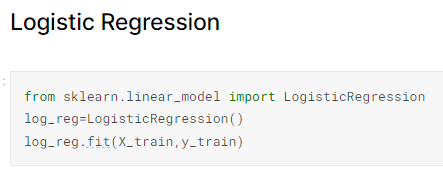 Logistic Regression
:
from sklearn.linear_model import LogisticRegression
log_reg=LogisticRegression()
log_reg.fit(X_train,y_train)